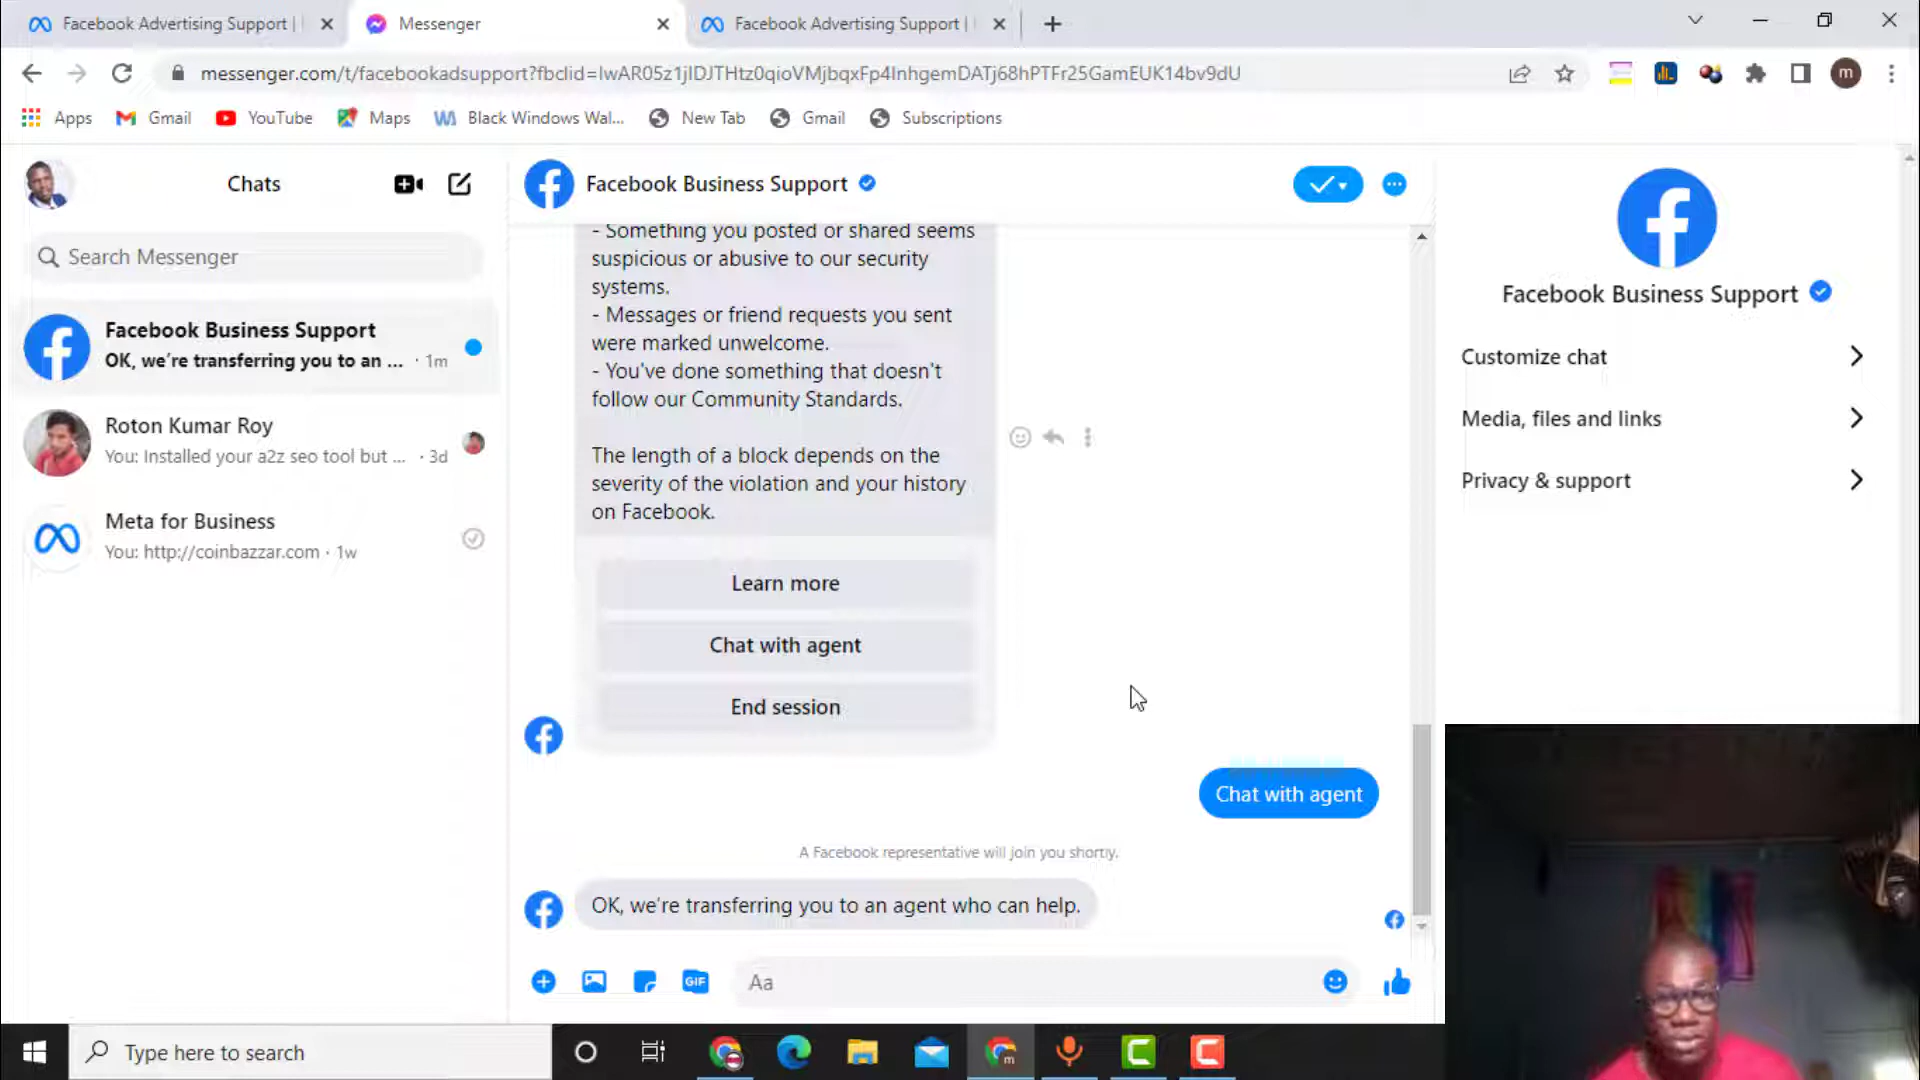 Facebook Advertising Support |
Messenger
Facebook Advertising Support |
messenger.com/t/facebookadsupport?fbclid=IwAR05z1jlDJTHtz0qioVMjbqxFp4InhgemDATj68hPTFr25GamEUK14bv9dU
m
Apps
Gmail
YouTube
Maps
Black Windows Wal...
New Tab
Gmail
Subscriptions
Chats
Search Messenger
Facebook Business Support
OK, we're transferring you to an ... · 1m
Roton Kumar Roy
You: Installed your a2z seo tool but ... · 3d
Meta for Business
You: http://coinbazzar.com · 1w
Facebook Business Support
- Something you posted or shared seems
suspicious or abusive to our security
systems.
- Messages or friend requests you sent
were marked unwelcome.
- You've done something that doesn't
follow our Community Standards.
The length of a block depends on the
severity of the violation and your history
on Facebook.
Learn more
Chat with agent
End session
Chat with agent
A Facebook representative will join you shortly.
OK, we're transferring you to an agent who can help.
GIF
Aa
Facebook Business Support
Customize chat
Media, files and links
Privacy & support
Type here to search